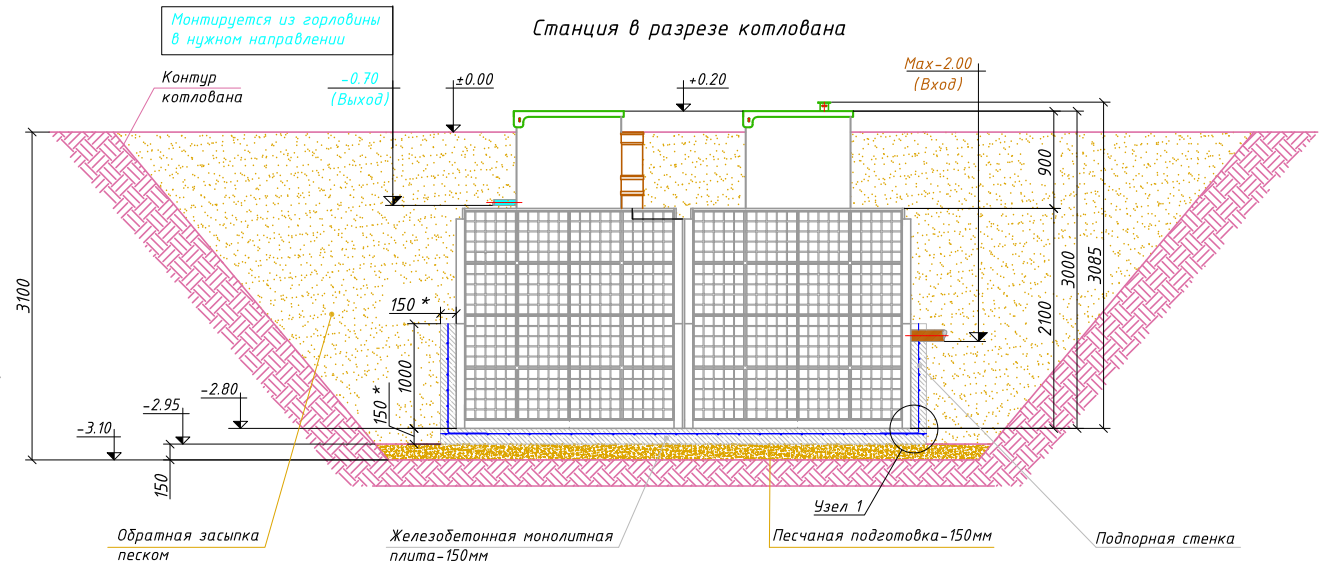 Станция в разрезе котлована
Монтируется из горловины
в нужном направлении
Контур
котлована
-0.70
(Выход)
±0.00
+0.20
Max-2.00
(Вход)
3100
900
2100
3000
3085
150 *
1000
150 *
-2.80
-2.95
-3.10
150
Узел 1
Обратная засыпка
песком
Железобетонная монолитная
плита-150мм
Песчаная подготовка-150мм
Подпорная стенка